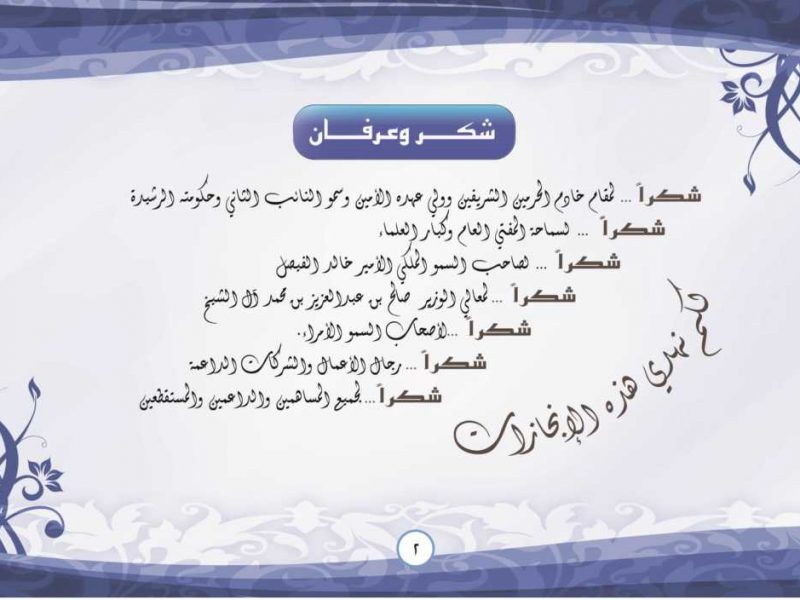 شكر وعرفان
شكراً ... لمقام خادم الحرمين الشريفين وولي عهده الأمين وسمو النائب الثاني وحكومته الرشيدة
شكراً ... لسماحة المفتي العام وكبار العلماء
شكراً ... لصاحب السمو الملكي الأمير خالد الفيصل
شكراً ... لمعالي الوزير صالح بن عبدالعزيز بن محمد آل الشيخ
شكراً ... لأصحاب السمو الأمراء.
شكراً ... رجال الأعمال والشركات الداعمة
شكراً ... لجميع المساهمين والداعمين والمستقطعين
لكم نهدي هذه الإنجازات
٢